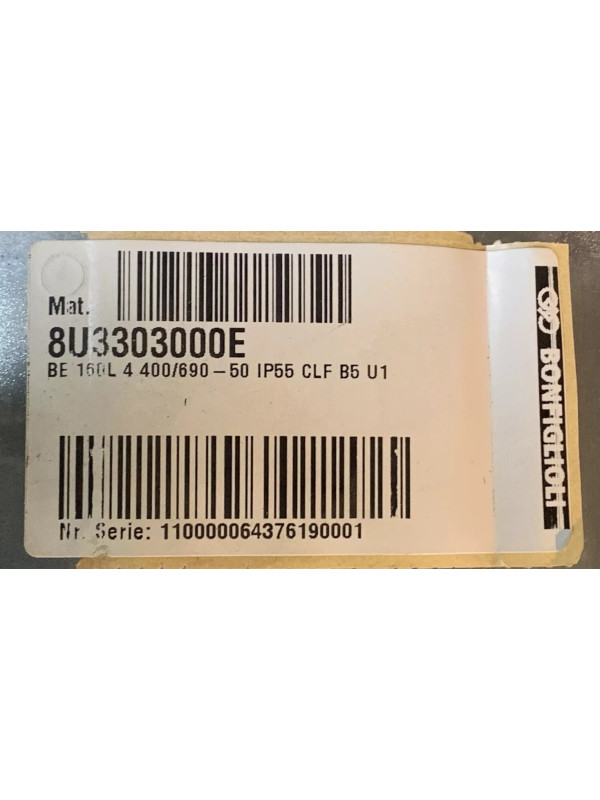 Mat.
8U3303000E
BE 160L 4 400/690-50 IP55 CLF B5 U1
Nr. Serie: 110000064376190001
BONFIGLIOLI